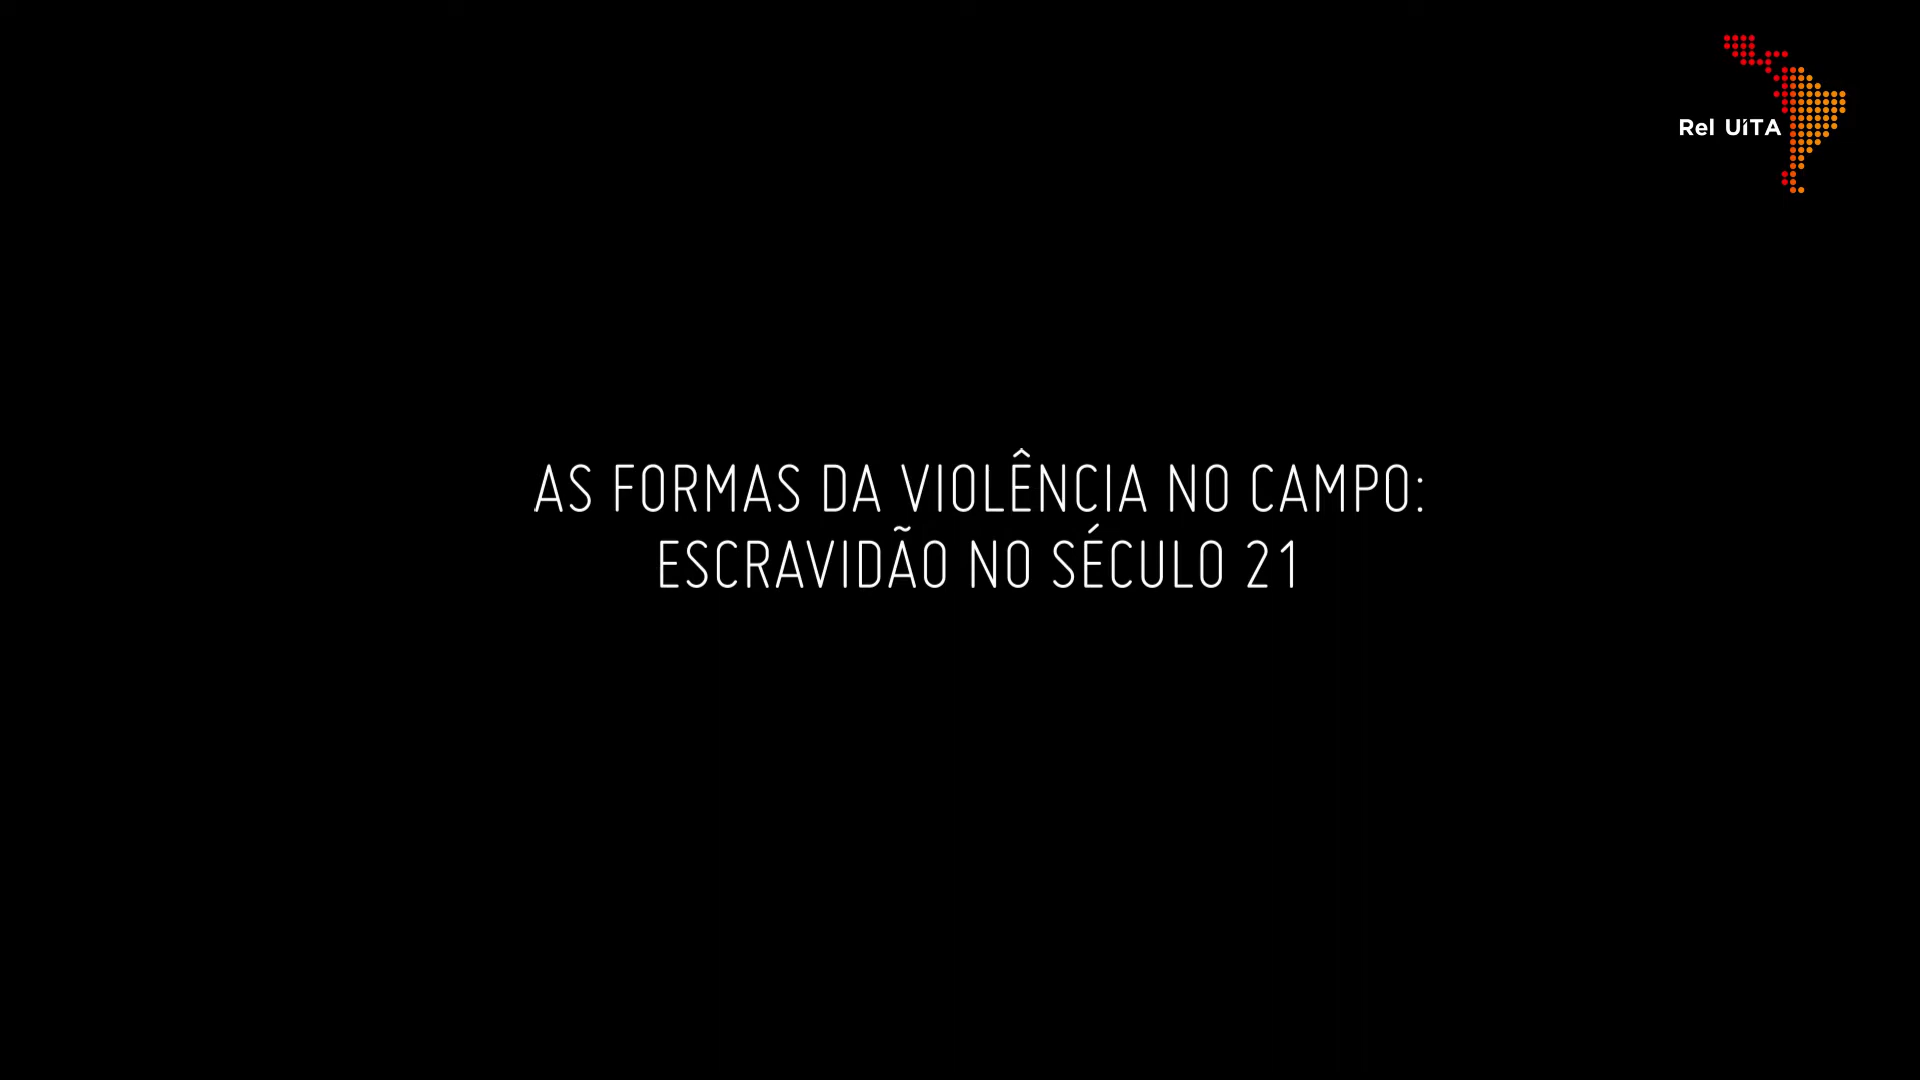 Rel UITA
AS FORMAS DA VIOLÊNCIA NO CAMPO:
ESCRAVIDÃO NO SÉCULO 21